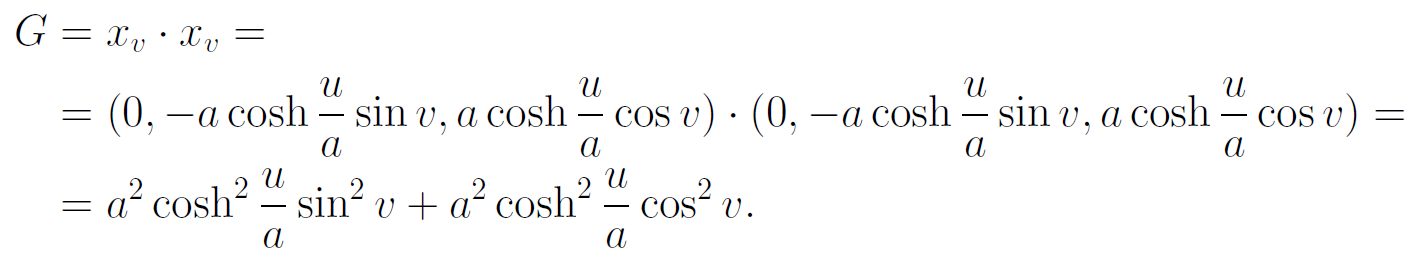 G = x_v · x_v =
= (0, −a cosh u/a sin v, a cosh u/a cos v) · (0, −a cosh u/a sin v, a cosh u/a cos v) =
= a² cosh² u/a sin² v + a² cosh² u/a cos² v.